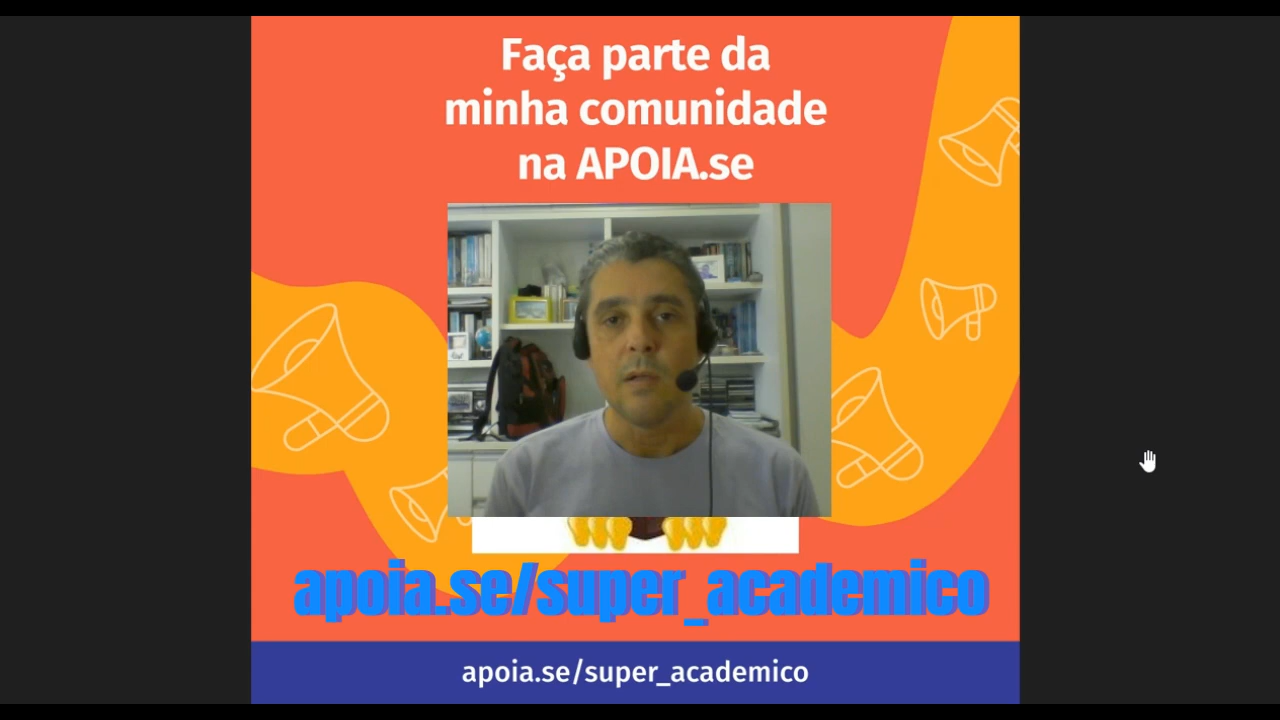 Faça parte da
minha comunidade
na APOIA.se
apoia.se/super_academico
apoia.se/super_academico